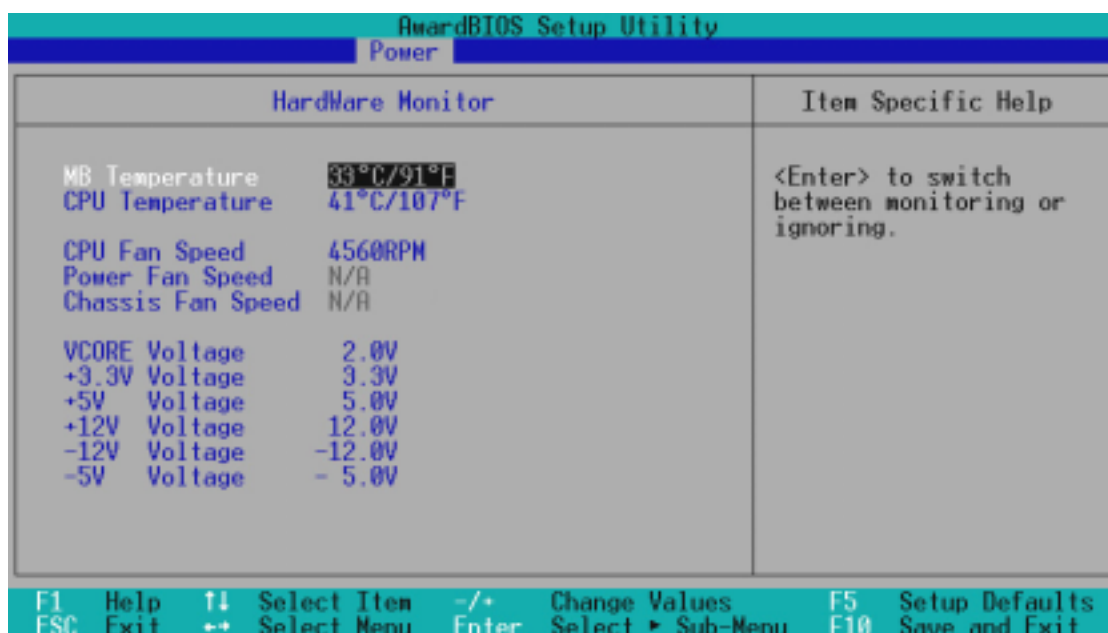 AwardBIOS Setup Utility
Power
HardWare Monitor
Item Specific Help
MB Temperature 33°C/91°F
CPU Temperature 41°C/107°F
CPU Fan Speed 4560RPM
Power Fan Speed N/A
Chassis Fan Speed N/A
VCORE Voltage 2.0V
+3.3V Voltage 3.3V
+5V Voltage 5.0V
+12V Voltage 12.0V
-12V Voltage -12.0V
-5V Voltage - 5.0V
<Enter> to switch
between monitoring or
ignoring.
F1 Help ↑↓ Select Item -/+ Change Values F5 Setup Defaults
ESC Exit ←→ Select Menu Enter Select ► Sub-Menu F10 Save and Exit